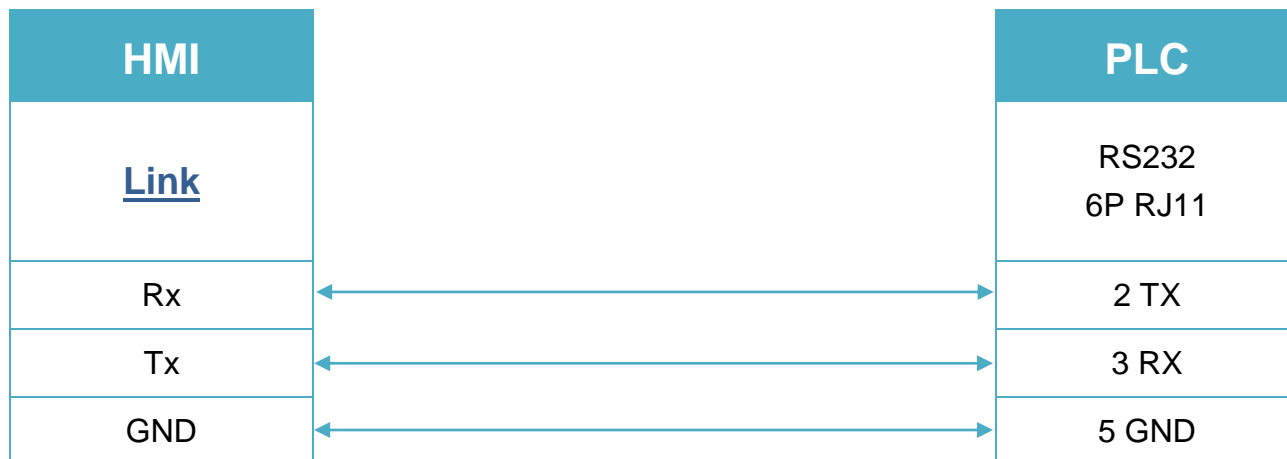 HMI
PLC
Link
RS232
6P RJ11
Rx
2 TX
Tx
3 RX
GND
5 GND